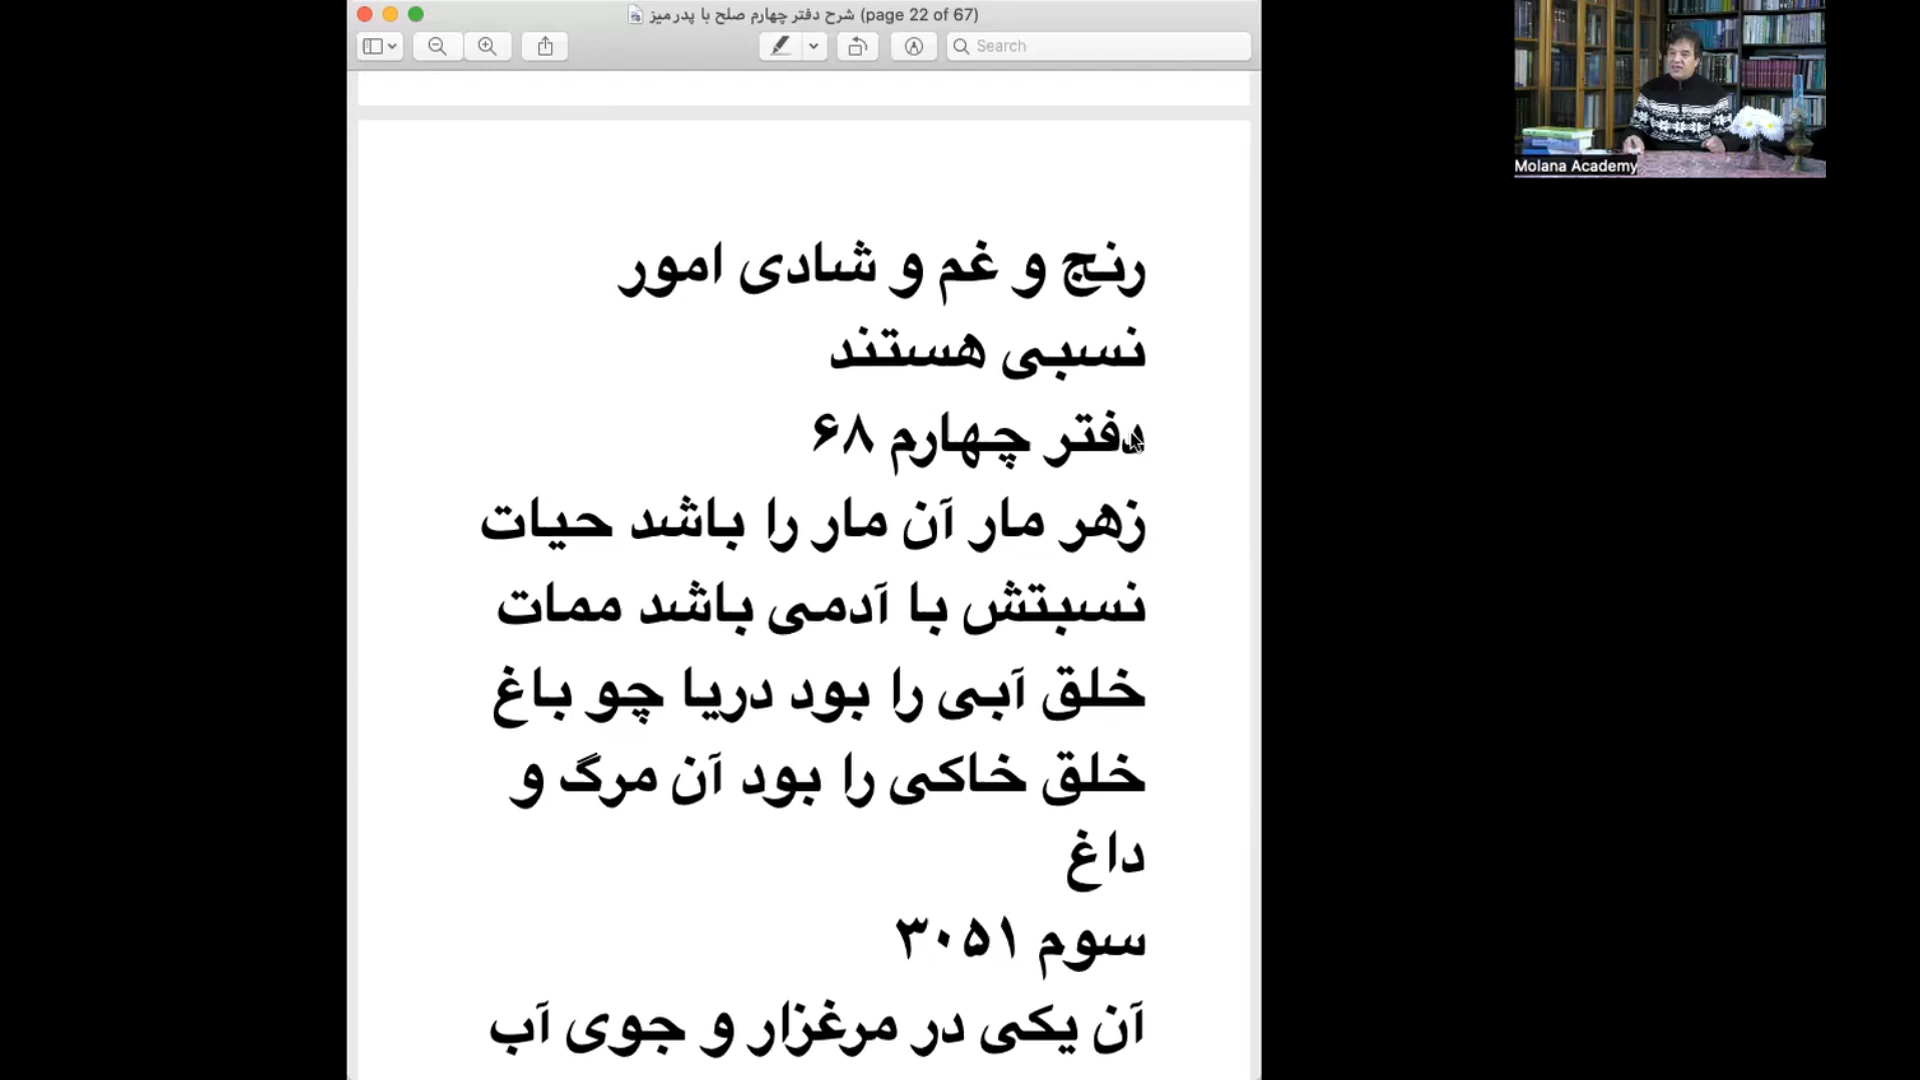 شرح دفتر چهارم صلح با پدر میز (page 22 of 67)
Search
Molana Academy
رنج و غم و شادی امور
نسبی هستند
دفتر چهارم ۶۸
زهر مار آن مار را باشد حیات
نسبتش با آدمی باشد ممات
خلق آبی را بود دریا چو باغ
خلق خاکی را بود آن مرگ و
داغ
سوم ۳۰۵۱
آن یکی در مرغزار و جوی آب